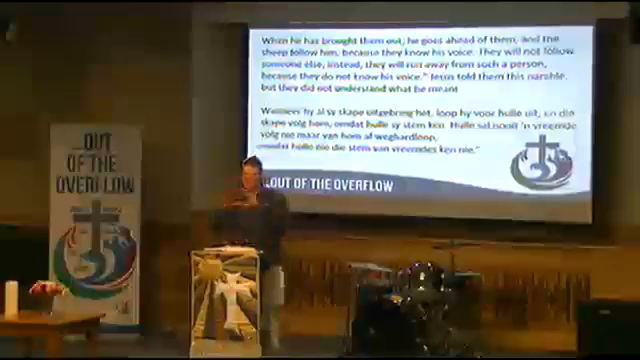 When he has brought them out, he goes ahead of them, and the
sheep follow him, because they know his voice. They will not follow
someone else, instead, they will run away from such a person,
because they do not know his voice." Jesus told them this parable,
but they did not understand what he meant
Wanneer hy al sy skape uitgebring het, loop hy voor hulle uit, en die
skape volg hom, omdat hulle sy stem ken. Hulle sal nooit 'n vreemde
volg nie maar van hom af weghardloop,
omdat hulle nie die stem van vreemdes ken nie."
OUT OF THE OVERFLOW
OUT
OF THE
OVERFLOW